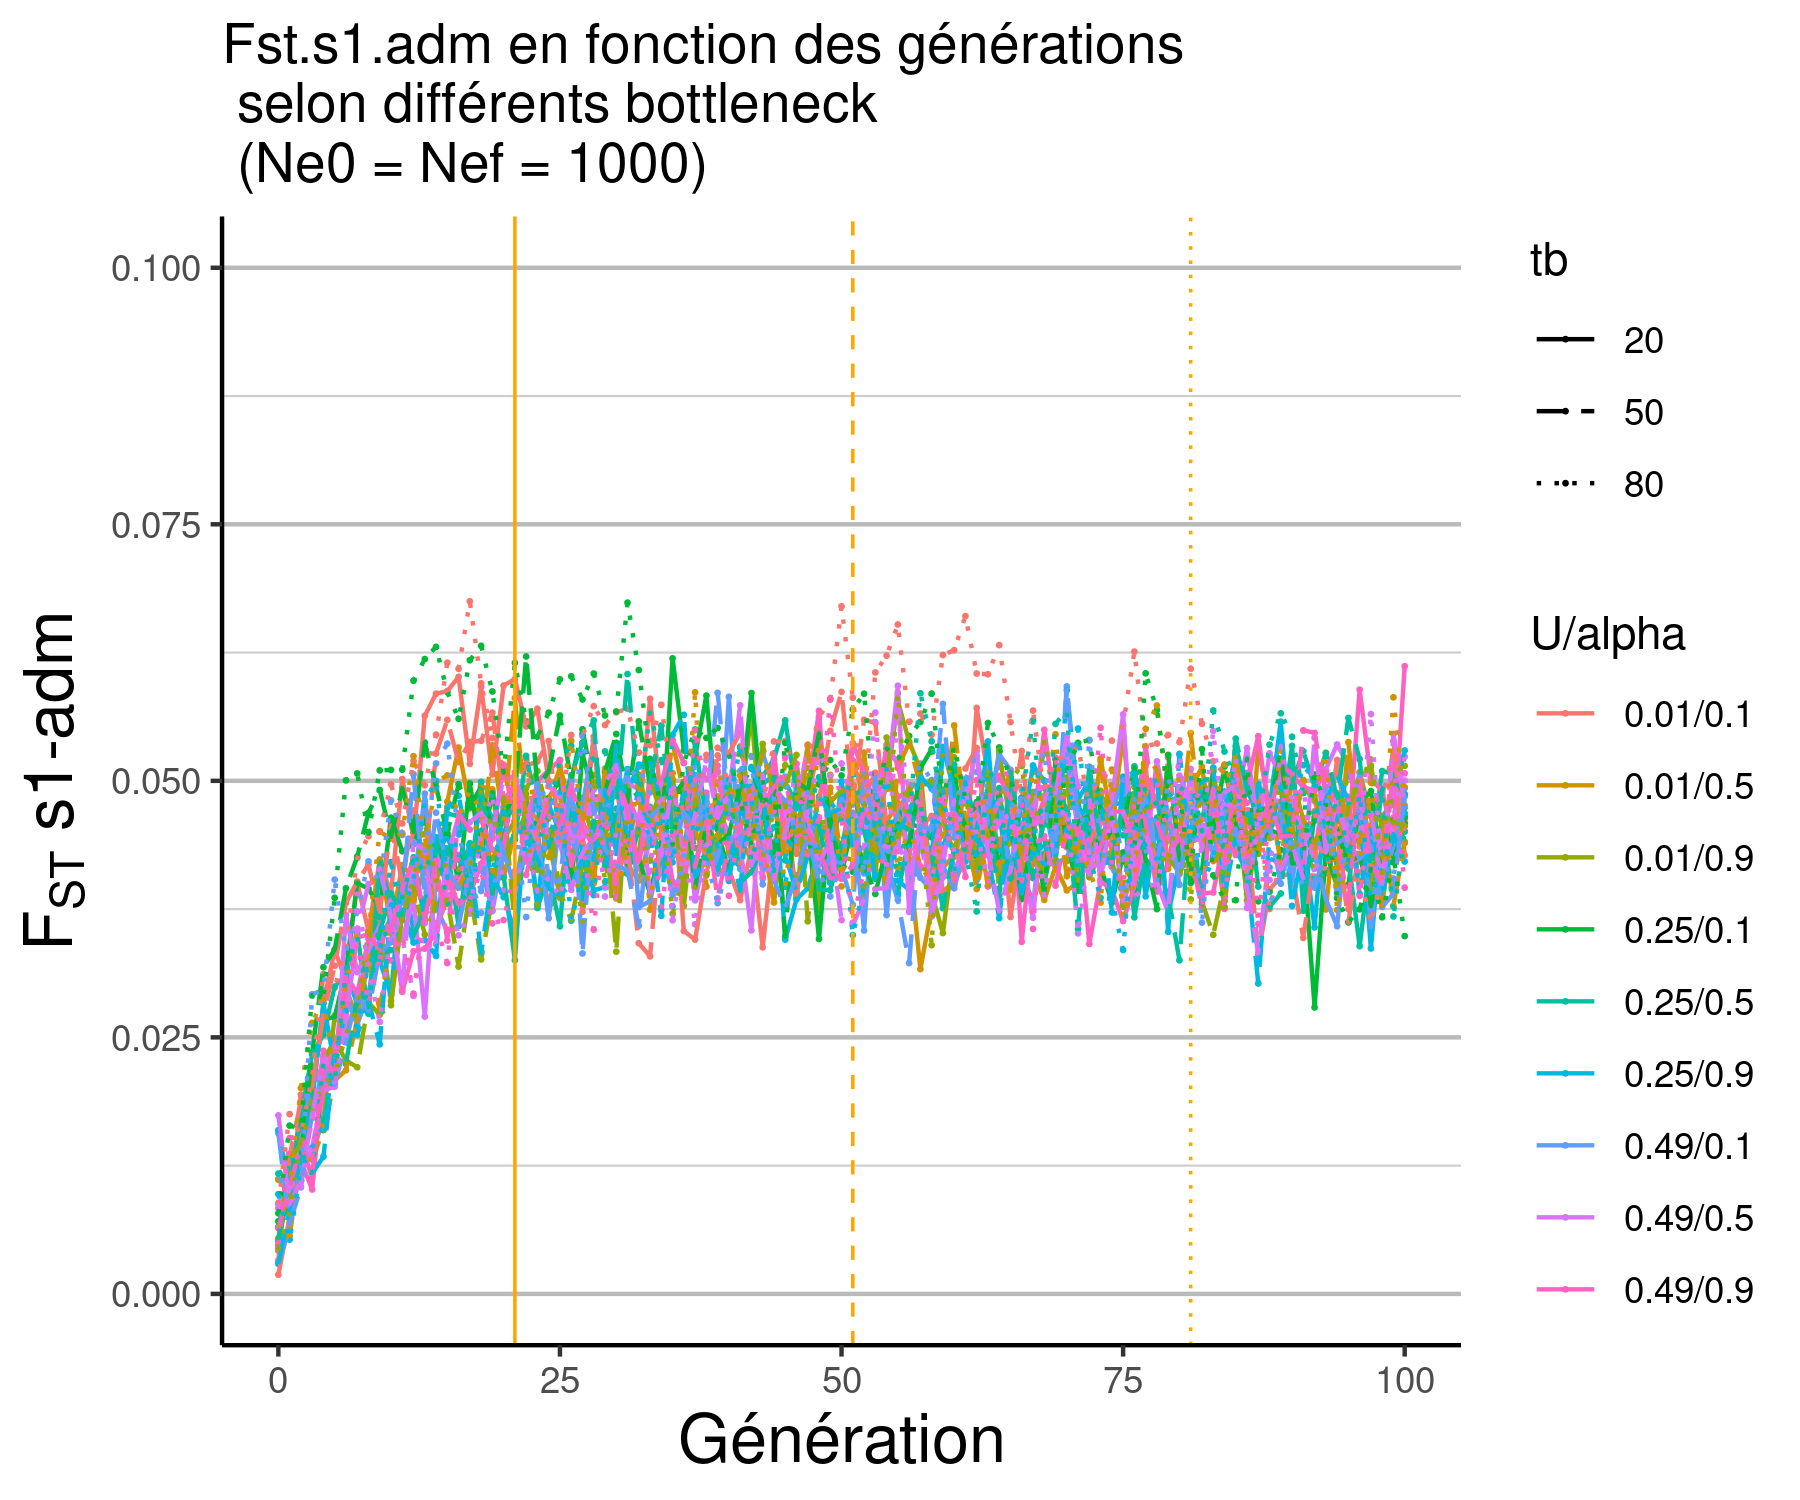 Fst.s1.adm en fonction des générations
selon différents bottleneck
(Ne0 = Nef = 1000)
FST s1-adm
0.100
0.075
0.050
0.025
0.000
0 25 50 75 100
Génération
tb
20
50
80
U/alpha
0.01/0.1
0.01/0.5
0.01/0.9
0.25/0.1
0.25/0.5
0.25/0.9
0.49/0.1
0.49/0.5
0.49/0.9